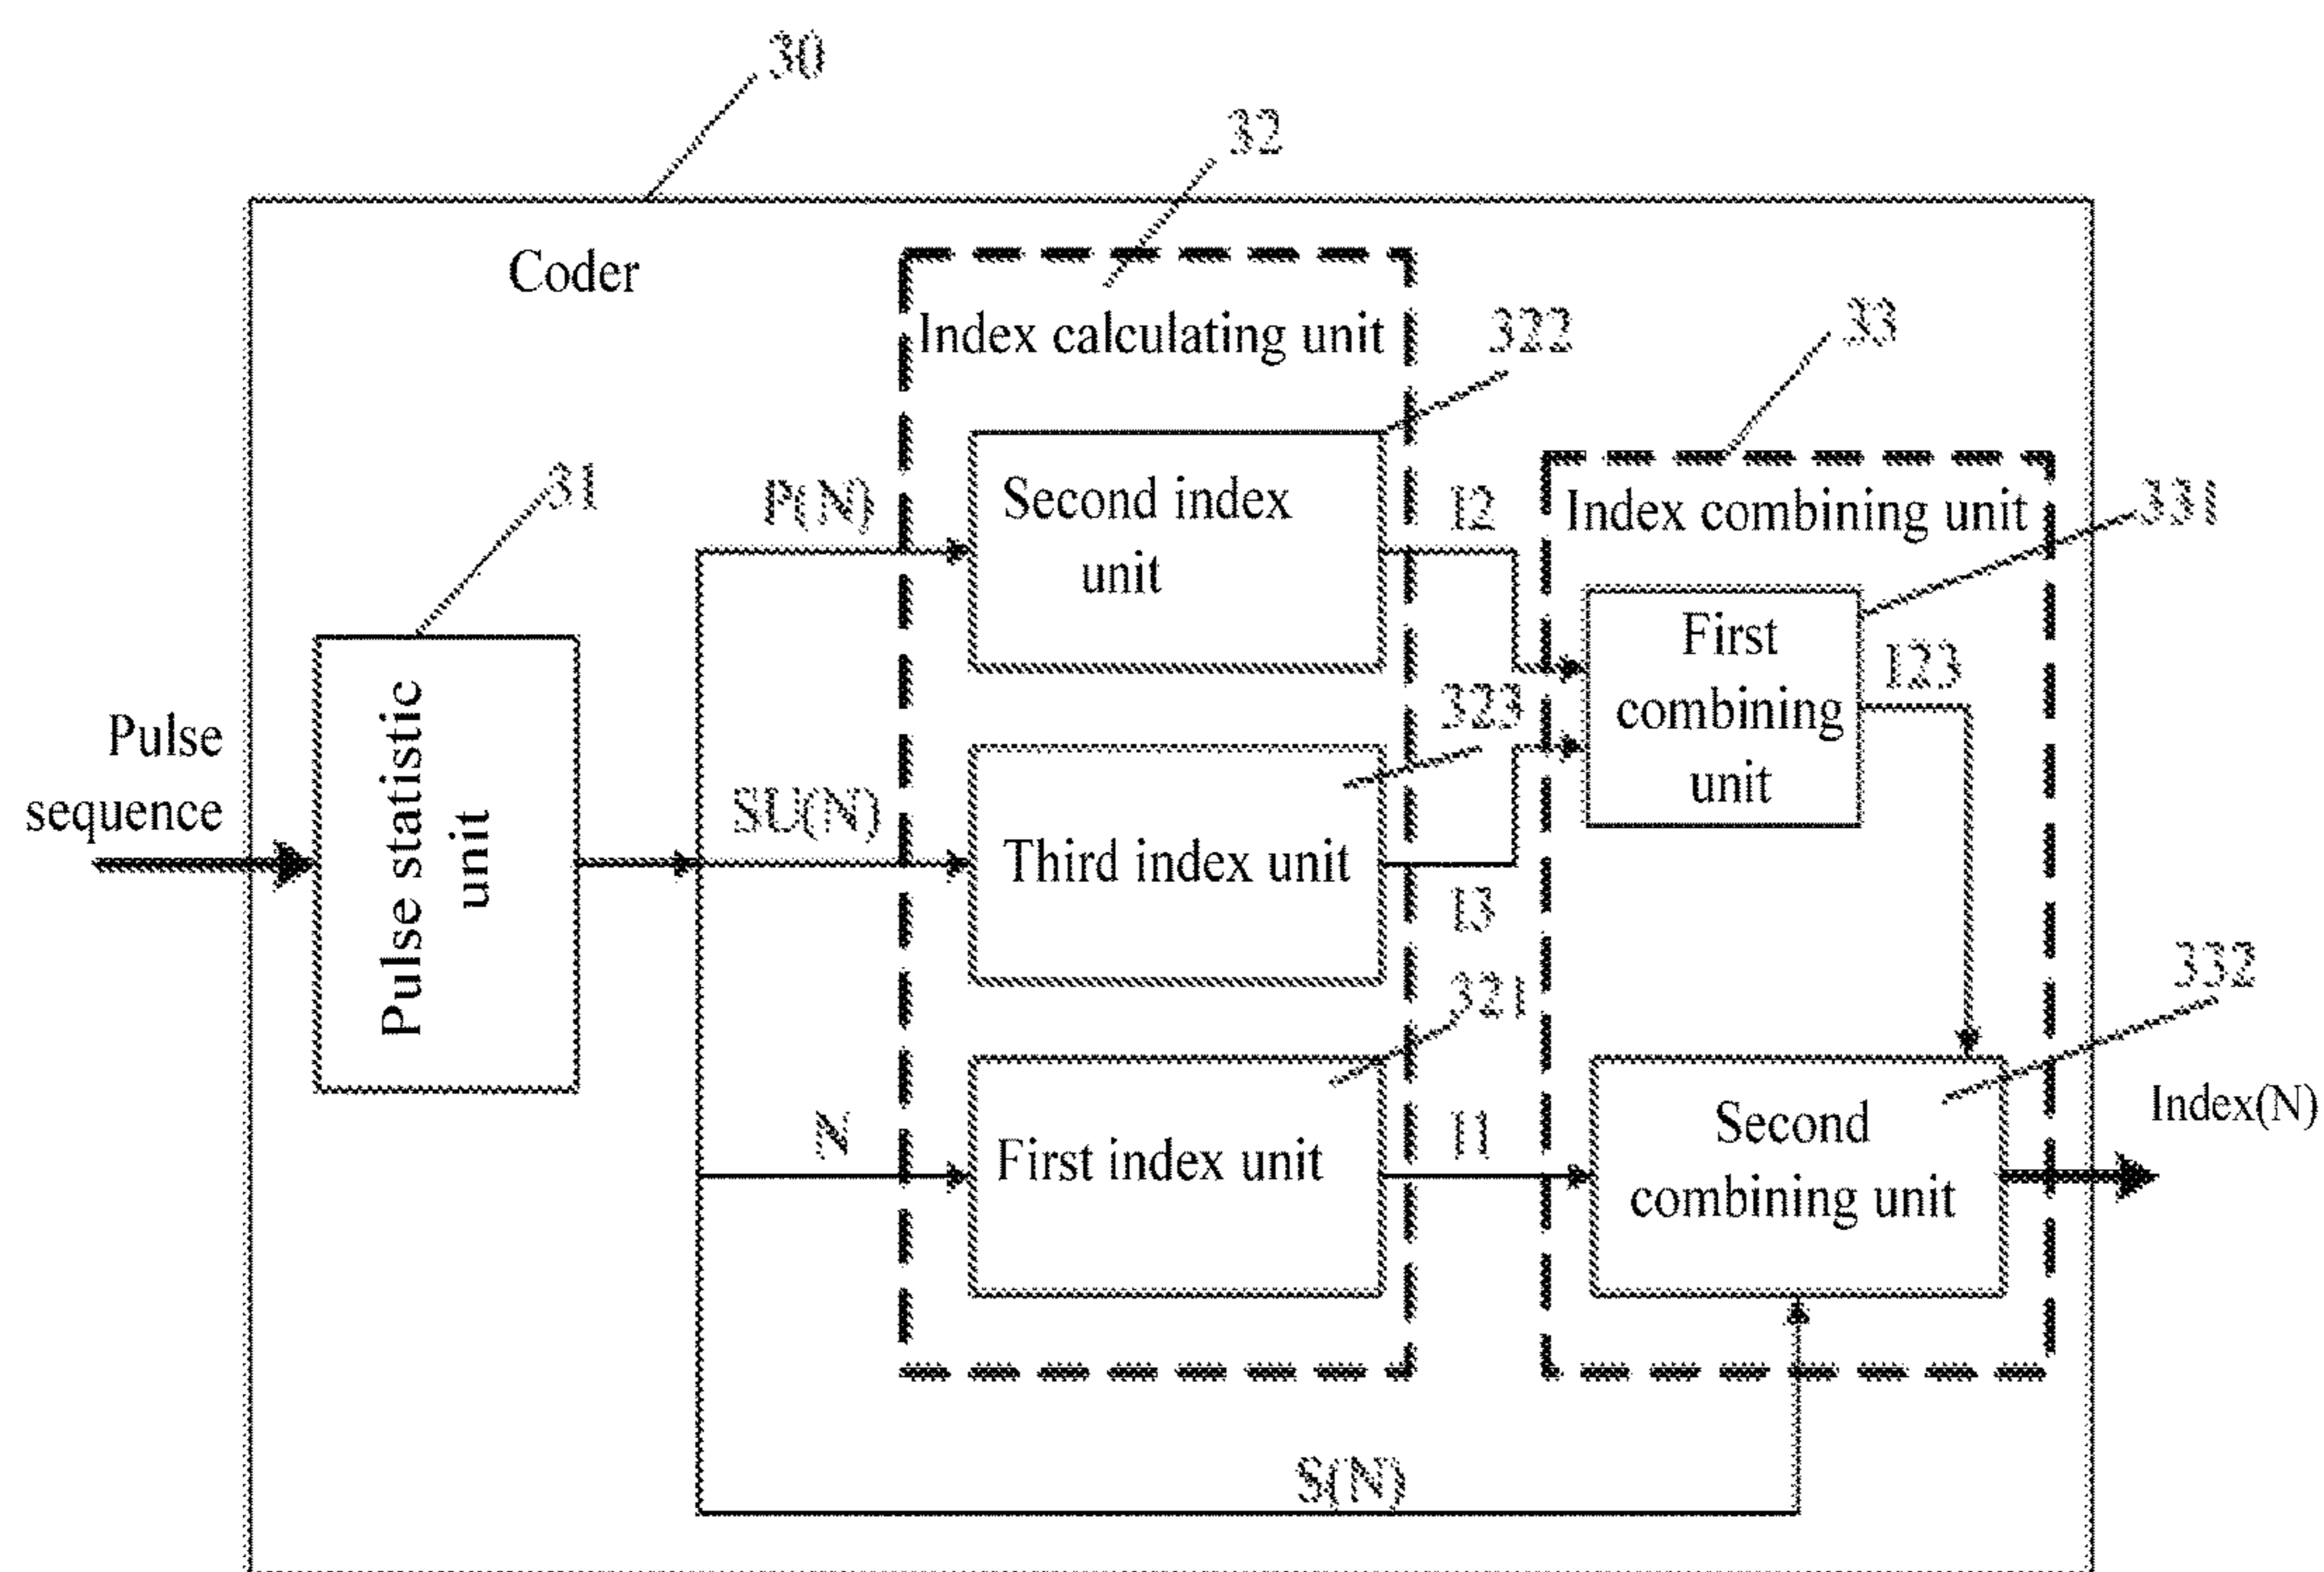 30
32
Coder
Index calculating unit
322
33
31
P(N)
Second index
unit
I2
Index combining unit
331
First
combining
unit
I23
Pulse
sequence
Pulse statistic
unit
SU(N)
323
Third index unit
I3
321
332
N
First index unit
I1
Second
combining unit
Index(N)
S(N)